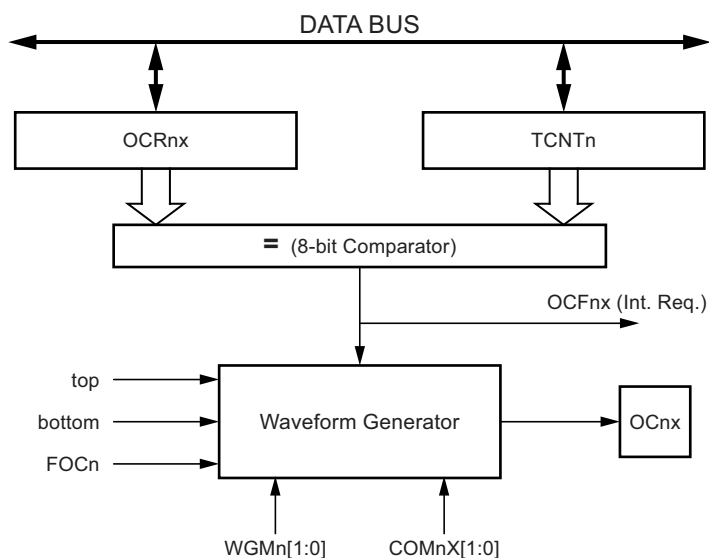 DATA BUS
OCRnx
TCNTn
= (8-bit Comparator)
OCFnx (Int. Req.)
top
bottom
FOCn
Waveform Generator
OCnx
WGMn[1:0]
COMnX[1:0]